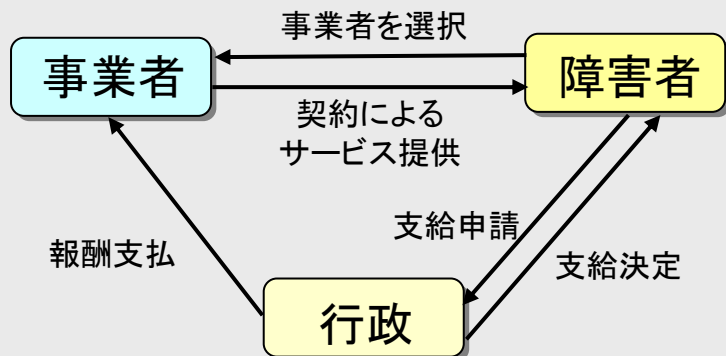 事業者を選択
事業者
障害者
契約による
サービス提供
支給申請
報酬支払
支給決定
行政